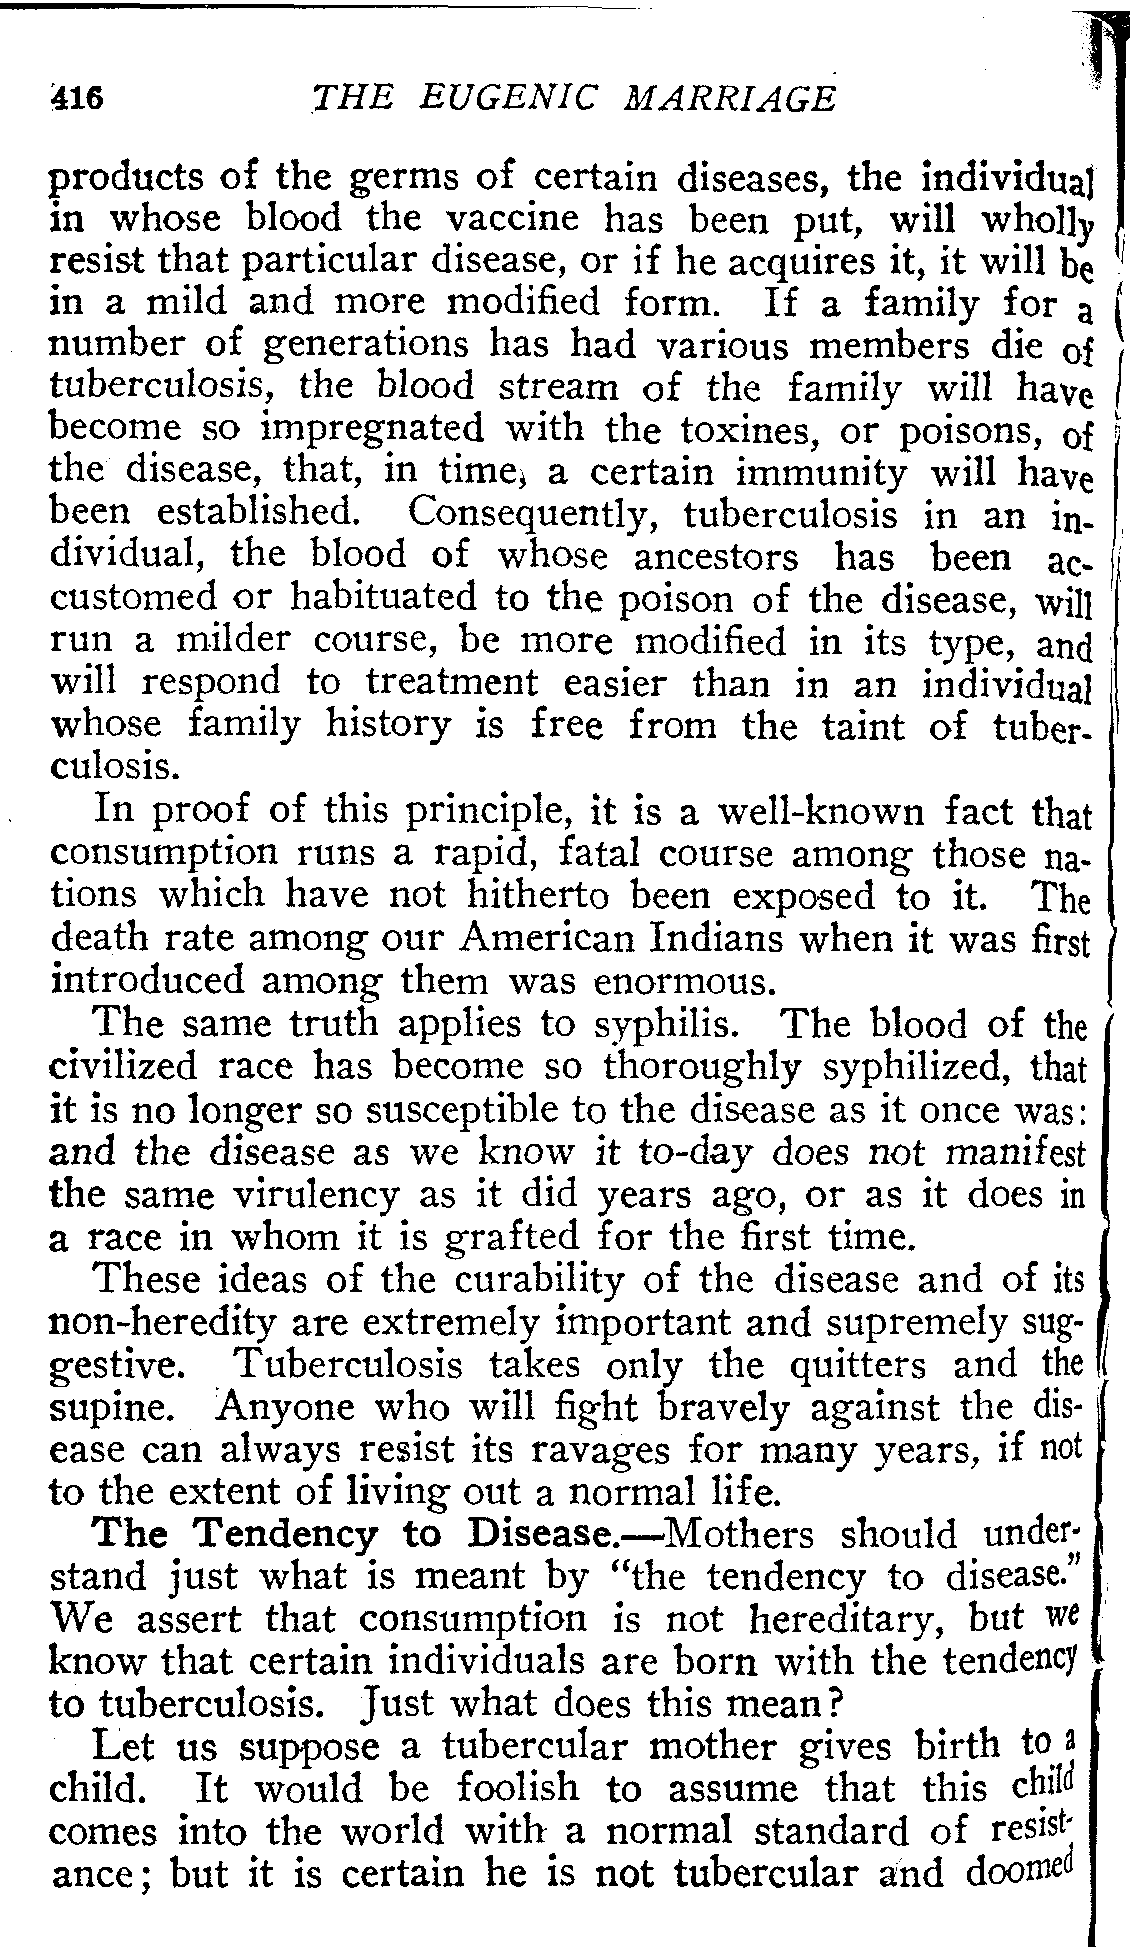 416 THE EUGENIC MARRIAGE
products of the germs of certain diseases, the individual
in whose blood the vaccine has been put, will wholly
resist that particular disease, or if he acquires it, it will be
in a mild and more modified form. If a family for a
number of generations has had various members die of
tuberculosis, the blood stream of the family will have
become so impregnated with the toxines, or poisons, of
the disease, that, in time, a certain immunity will have
been established. Consequently, tuberculosis in an in-
dividual, the blood of whose ancestors has been ac-
customed or habituated to the poison of the disease, will
run a milder course, be more modified in its type, and
will respond to treatment easier than in an individual
whose family history is free from the taint of tuber-
culosis.
In proof of this principle, it is a well-known fact that
consumption runs a rapid, fatal course among those na-
tions which have not hitherto been exposed to it. The
death rate among our American Indians when it was first
introduced among them was enormous.
The same truth applies to syphilis. The blood of the
civilized race has become so thoroughly syphilized, that
it is no longer so susceptible to the disease as it once was:
and the disease as we know it to-day does not manifest
the same virulency as it did years ago, or as it does in
a race in whom it is grafted for the first time.
These ideas of the curability of the disease and of its
non-heredity are extremely important and supremely sug-
gestive. Tuberculosis takes only the quitters and the
supine. Anyone who will fight bravely against the dis-
ease can always resist its ravages for many years, if not
to the extent of living out a normal life.
The Tendency to Disease.—Mothers should under-
stand just what is meant by "the tendency to disease."
We assert that consumption is not hereditary, but we
know that certain individuals are born with the tendency
to tuberculosis. Just what does this mean?
Let us suppose a tubercular mother gives birth to a
child. It would be foolish to assume that this child
comes into the world with a normal standard of resist-
ance; but it is certain he is not tubercular and doomed